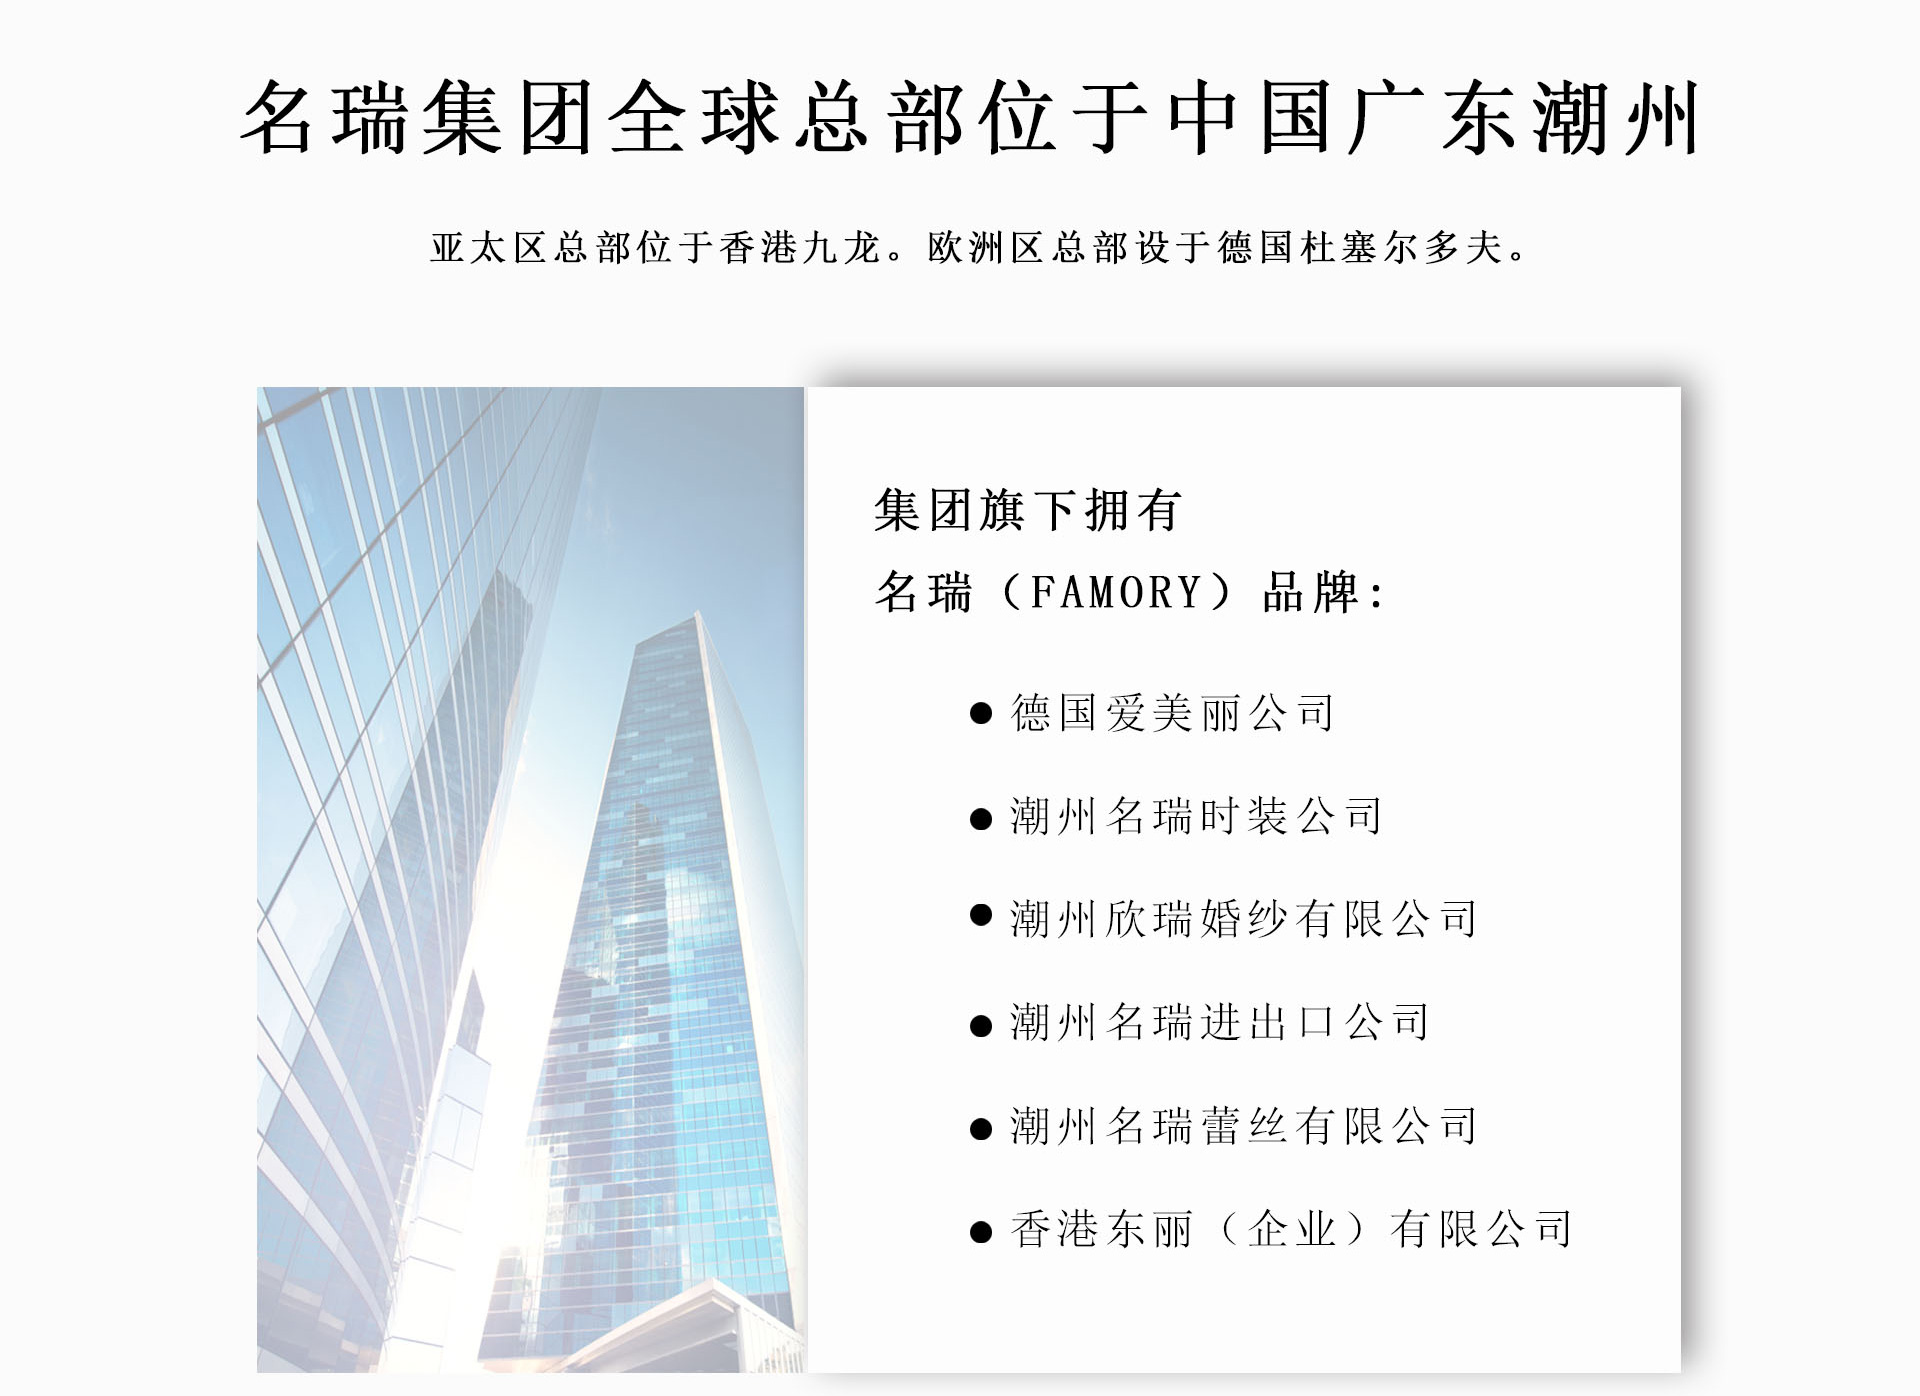 名瑞集团全球总部位于中国广东潮州
亚太区总部位于香港九龙。欧洲区总部设于德国杜塞尔多夫。
集团旗下拥有
名瑞（FAMORY）品牌:
● 德国爱美丽公司
● 潮州名瑞时装公司
● 潮州欣瑞婚纱有限公司
● 潮州名瑞进出口公司
● 潮州名瑞蕾丝有限公司
● 香港东丽（企业）有限公司